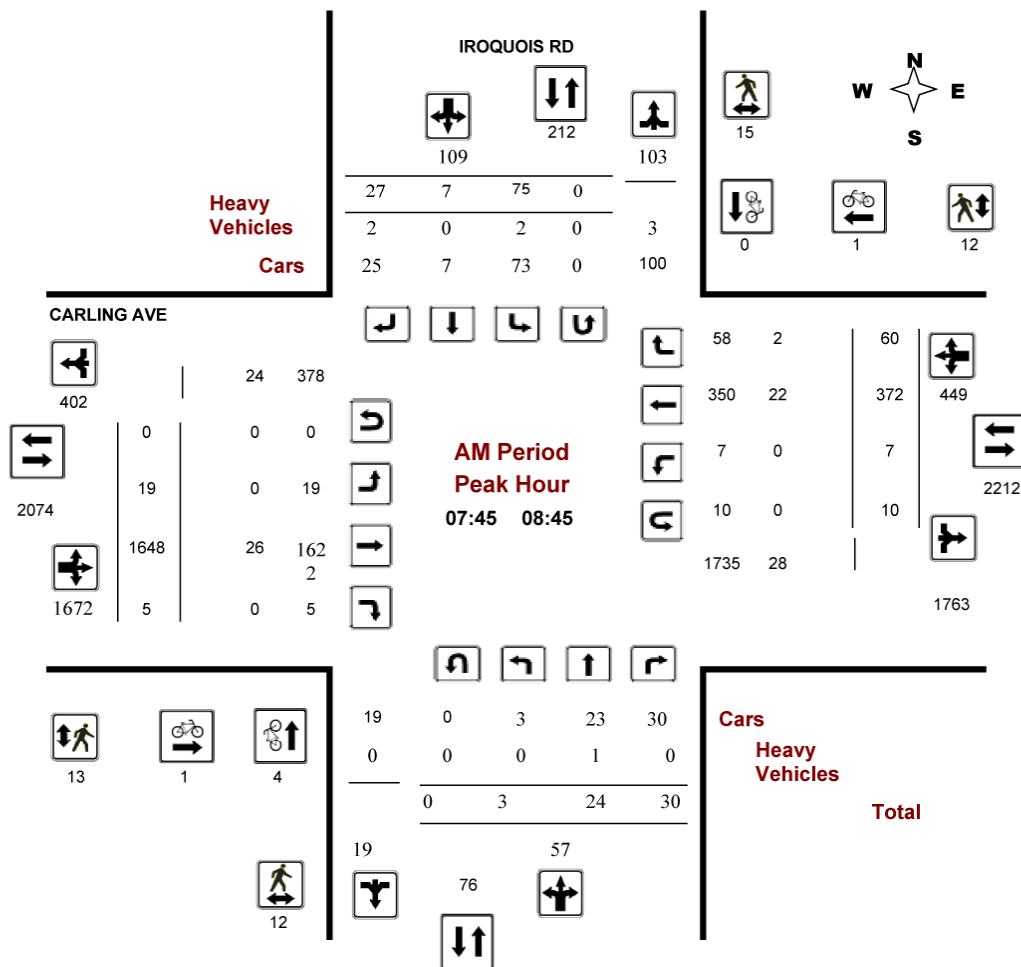 IROQUOIS RD
N
W E
S
212
15
109 103
27 7 75 0
Heavy
Vehicles
2 0 2 0 3
Cars
25 7 73 0 100
0 1 12
CARLING AVE
58 2 60
24 378
402
350 22 372 449
0 0 0
AM Period
Peak Hour
07:45 08:45
7 0 7
19 0 19
2074
2212
10 0 10
1648 26 162
2
1735 28
1672 5 0 5
1763
19 0 3 23 30
Cars
0 0 0 1 0
Heavy
Vehicles
13 1 4
0 3 24 30
Total
19 57
76
12